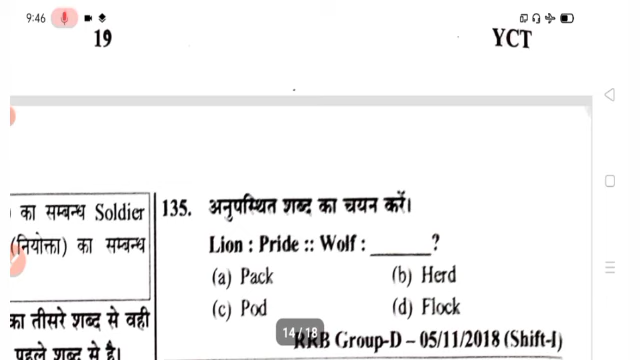 9:46
19
YCT
का सम्बन्ध Soldier
(नियोक्ता) का सम्बन्ध
का तीसरे शब्द से वही
पहले शब्द से है।
135. अनुपस्थित शब्द का चयन करें।
Lion : Pride :: Wolf : ______?
(a) Pack (b) Herd
(c) Pod (d) Flock
14/18
RRB Group-D – 05/11/2018 (Shift-I)